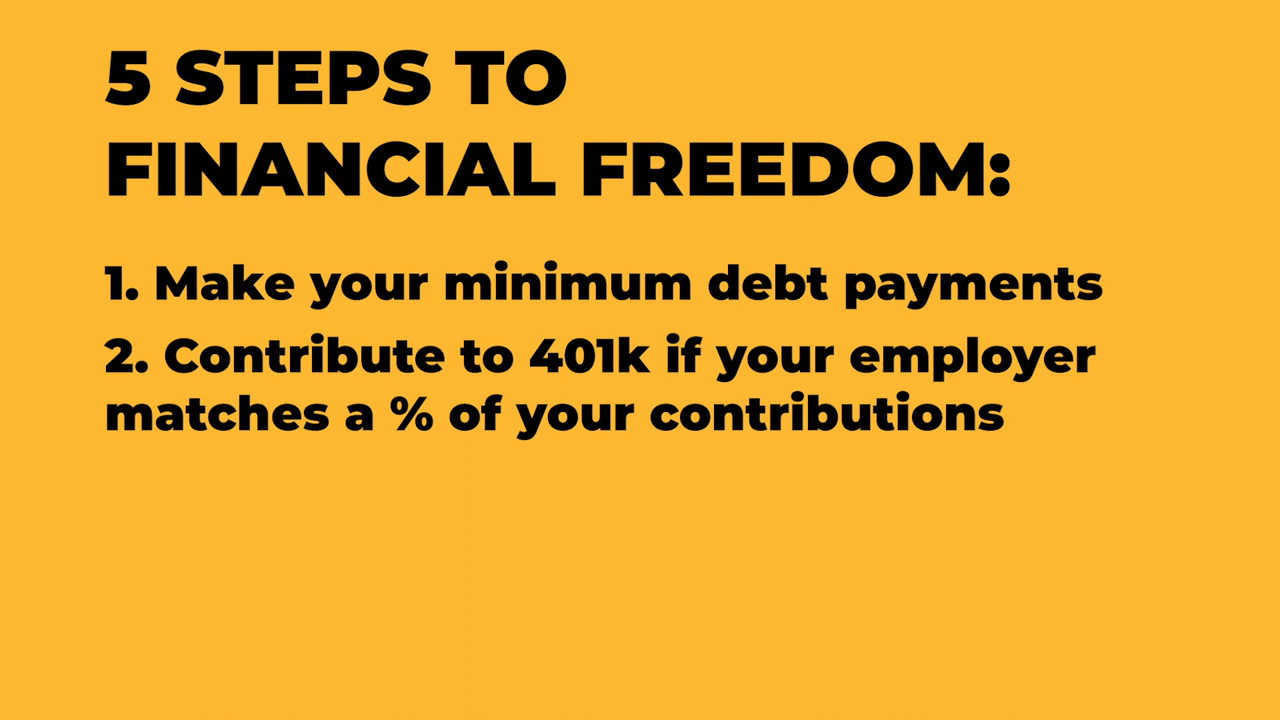 5 STEPS TO
FINANCIAL FREEDOM:
1. Make your minimum debt payments
2. Contribute to 401k if your employer
matches a % of your contributions